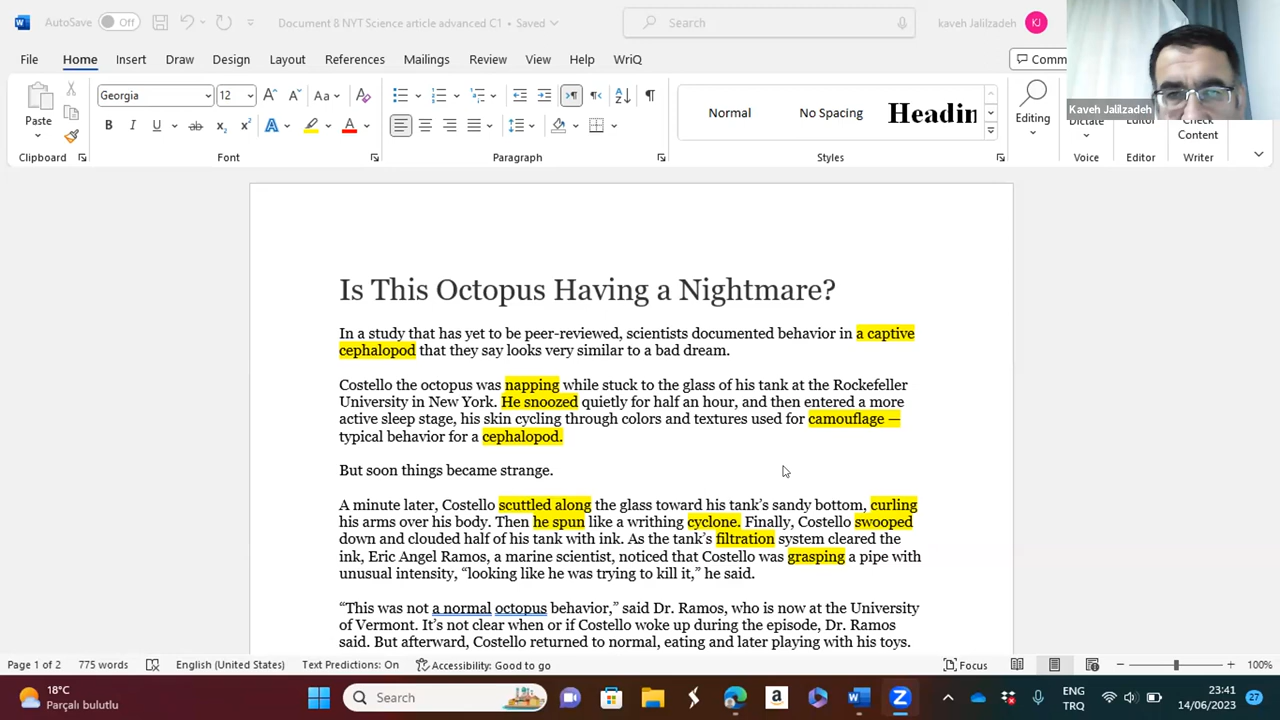 AutoSave Off Document 8 NYT Science article advanced C1 • Saved Search kaveh Jalilzadeh KJ
File Home Insert Draw Design Layout References Mailings Review View Help WriQ Comm
Kaveh Jalilzadeh
Paste Georgia 12 Aa Normal No Spacing Headin Editing Dictate Editor Check
Content
Clipboard Font Paragraph Styles Voice Editor Writer
Is This Octopus Having a Nightmare?
In a study that has yet to be peer-reviewed, scientists documented behavior in a captive
cephalopod that they say looks very similar to a bad dream.
Costello the octopus was napping while stuck to the glass of his tank at the Rockefeller
University in New York. He snoozed quietly for half an hour, and then entered a more
active sleep stage, his skin cycling through colors and textures used for camouflage —
typical behavior for a cephalopod.
But soon things became strange.
A minute later, Costello scuttled along the glass toward his tank’s sandy bottom, curling
his arms over his body. Then he spun like a writhing cyclone. Finally, Costello swooped
down and clouded half of his tank with ink. As the tank’s filtration system cleared the
ink, Eric Angel Ramos, a marine scientist, noticed that Costello was grasping a pipe with
unusual intensity, “looking like he was trying to kill it,” he said.
“This was not a normal octopus behavior,” said Dr. Ramos, who is now at the University
of Vermont. It’s not clear when or if Costello woke up during the episode, Dr. Ramos
said. But afterward, Costello returned to normal, eating and later playing with his toys.
Page 1 of 2 775 words English (United States) Text Predictions: On Accessibility: Good to go Focus 100%
18°C
Parçalı bulutlu
Search
ENG
TRQ
23:41
14/06/2023
27